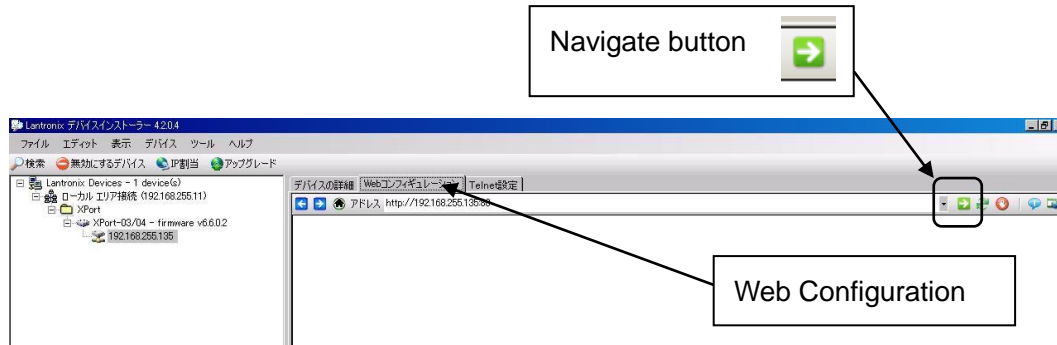 Navigate button
Lantronix デバイスインストーラー 4.2.0.4
ファイル エディット 表示 デバイス ツール ヘルプ
検索 無効にするデバイス IP割当 アップグレード
Lantronix Devices - 1 device(s)
ローカル エリア接続 (192.168.255.11)
XPort
XPort-03/04 - firmware v6.6.0.2
192.168.255.135
デバイスの詳細 Webコンフィギュレーション Telnet設定
アドレス http://192.168.255.135:80
Web Configuration